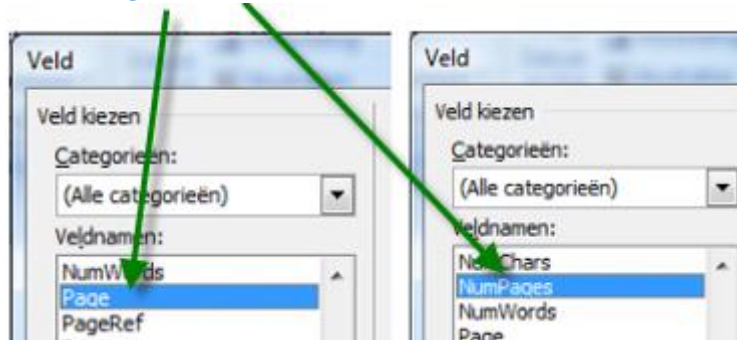 Veld
Veld kiezen
Categorieën:
(Alle categorieën)
Veldnamen:
NumWords
Page
PageRef
Veld
Veld kiezen
Categorieën:
(Alle categorieën)
Veldnamen:
NumChars
NumPages
NumWords
Page